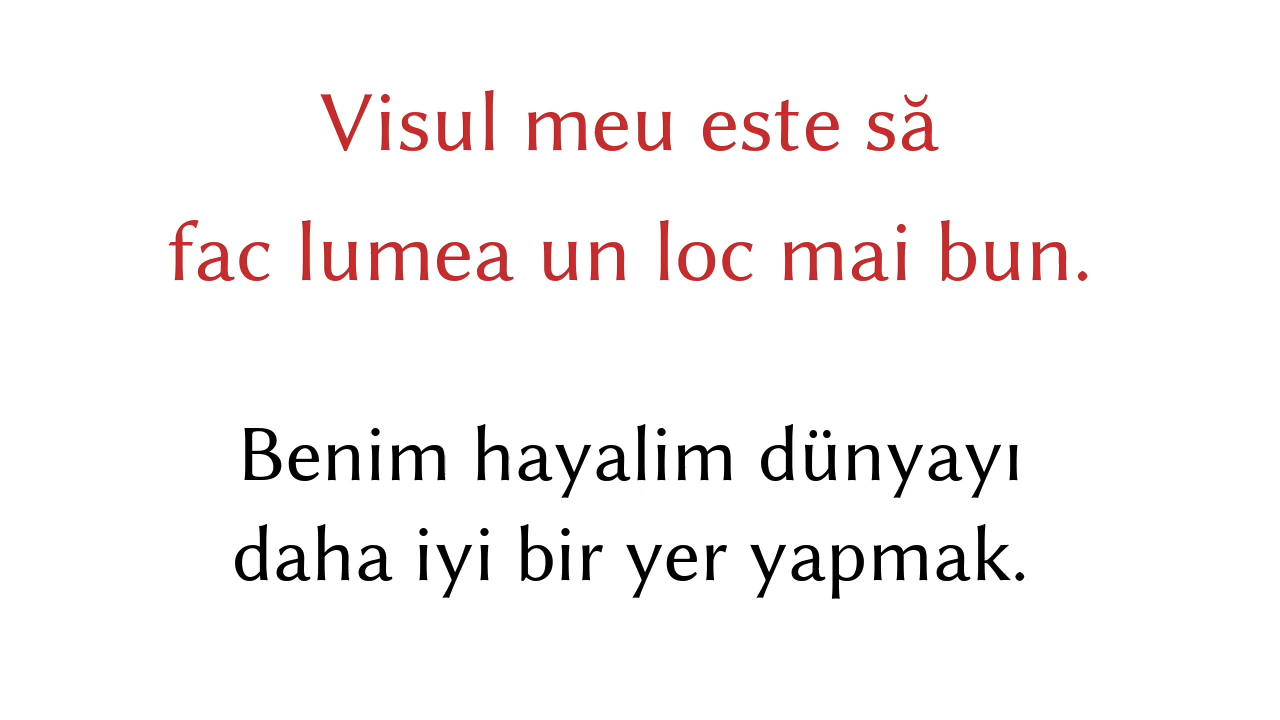 Visul meu este să
fac lumea un loc mai bun.
Benim hayalim dünyayı
daha iyi bir yer yapmak.